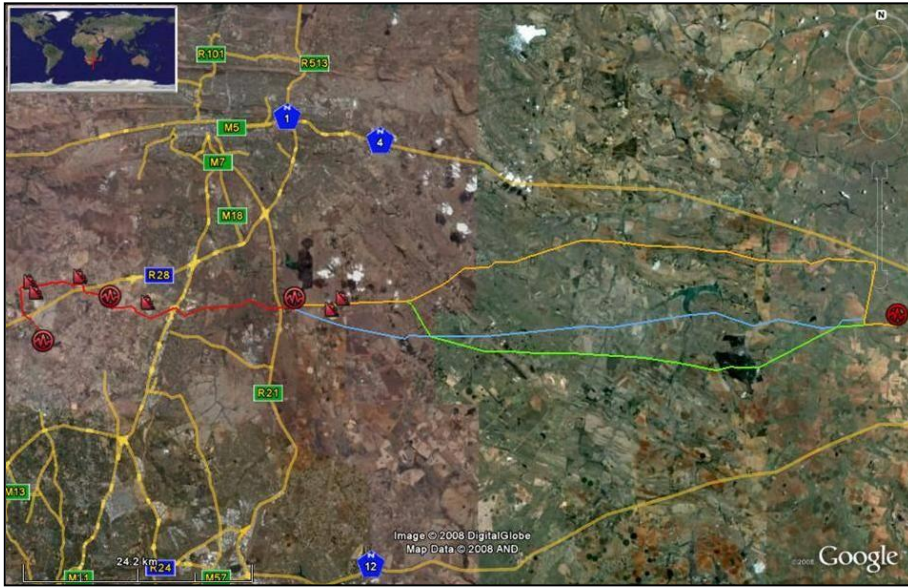 N
R101
R513
1
M5
4
M7
M18
R28
R21
M13
Image © 2008 DigitalGlobe
Map Data © 2008 AND
24.2 km
M11
R24
M57
N
12
©2008 Google